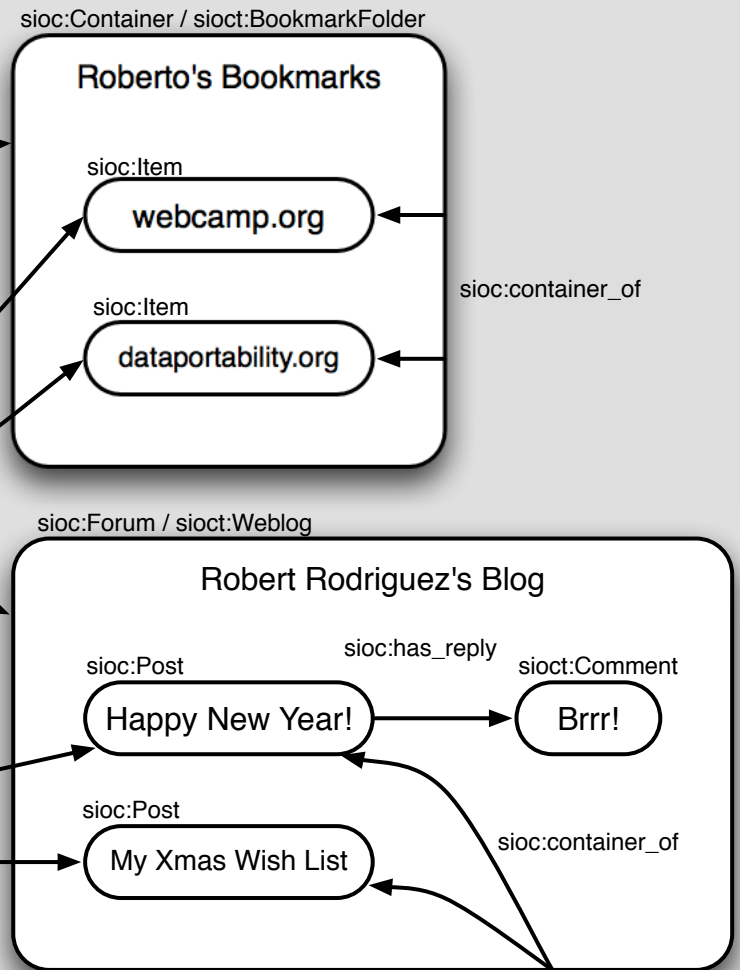 sioc:Container / sioct:BookmarkFolder
Roberto's Bookmarks
sioc:Item
webcamp.org
sioc:container_of
sioc:Item
dataportability.org
sioc:Forum / sioct:Weblog
Robert Rodriguez's Blog
sioc:has_reply
sioc:Post
sioct:Comment
Happy New Year!
Brrr!
sioc:Post
sioc:container_of
My Xmas Wish List